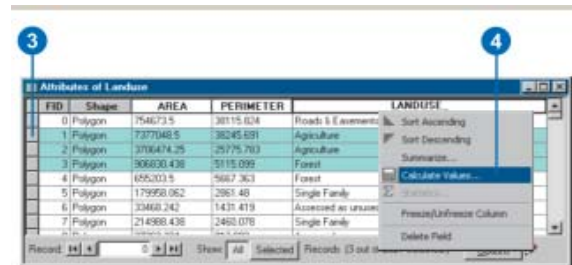 3 4
Attributes of Landuse
FID Shape AREA PERIMETER LANDUSE_
0 Polygon 754673.5 38115.824 Roads & Easements
1 Polygon 7377048.5 38245.691 Agriculture
2 Polygon 3706474.25 25775.783 Agriculture
3 Polygon 906830.438 5115.099 Forest
4 Polygon 655203.5 5667.363 Forest
5 Polygon 179958.062 2861.48 Single Family
6 Polygon 33468.242 1431.419 Assessed as unused
7 Polygon 214988.438 2460.078 Single Family
Sort Ascending
Sort Descending
Summarize...
Calculate Values...
Statistics...
Freeze/Unfreeze Column
Delete Field
Record: 0 Show: All Selected Records (3 out